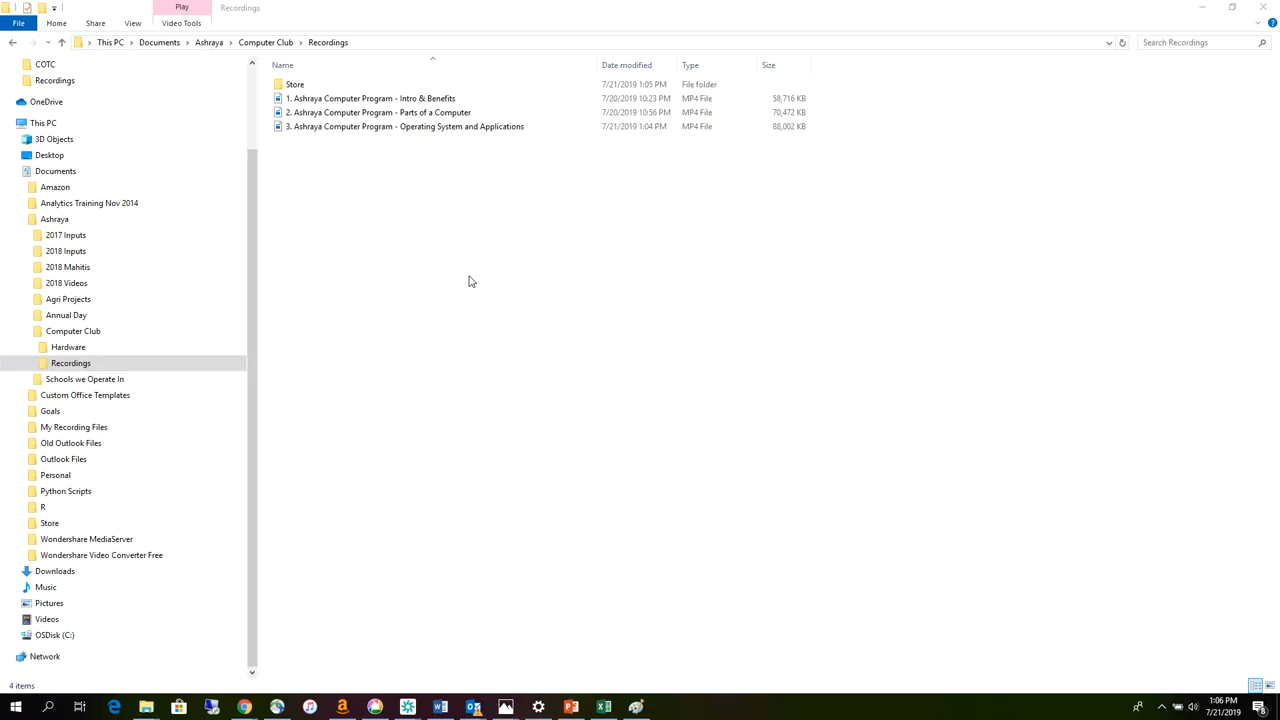 Play
Recordings
File
Home
Share
View
Video Tools
This PC
Documents
Ashraya
Computer Club
Recordings
Search Recordings
COTC
Recordings
OneDrive
This PC
3D Objects
Desktop
Documents
Amazon
Analytics Training Nov 2014
Ashraya
2017 Inputs
2018 Inputs
2018 Mahitis
2018 Videos
Agri Projects
Annual Day
Computer Club
Hardware
Recordings
Schools we Operate In
Custom Office Templates
Goals
My Recording Files
Old Outlook Files
Outlook Files
Personal
Python Scripts
R
Store
Wondershare MediaServer
Wondershare Video Converter Free
Downloads
Music
Pictures
Videos
OSDisk (C:)
Network
Name Date modified Type Size
Store 7/21/2019 1:05 PM File folder
1. Ashraya Computer Program - Intro & Benefits 7/20/2019 10:23 PM MP4 File 58,716 KB
2. Ashraya Computer Program - Parts of a Computer 7/20/2019 10:56 PM MP4 File 70,472 KB
3. Ashraya Computer Program - Operating System and Applications 7/21/2019 1:04 PM MP4 File 88,002 KB
4 items
1:06 PM
7/21/2019